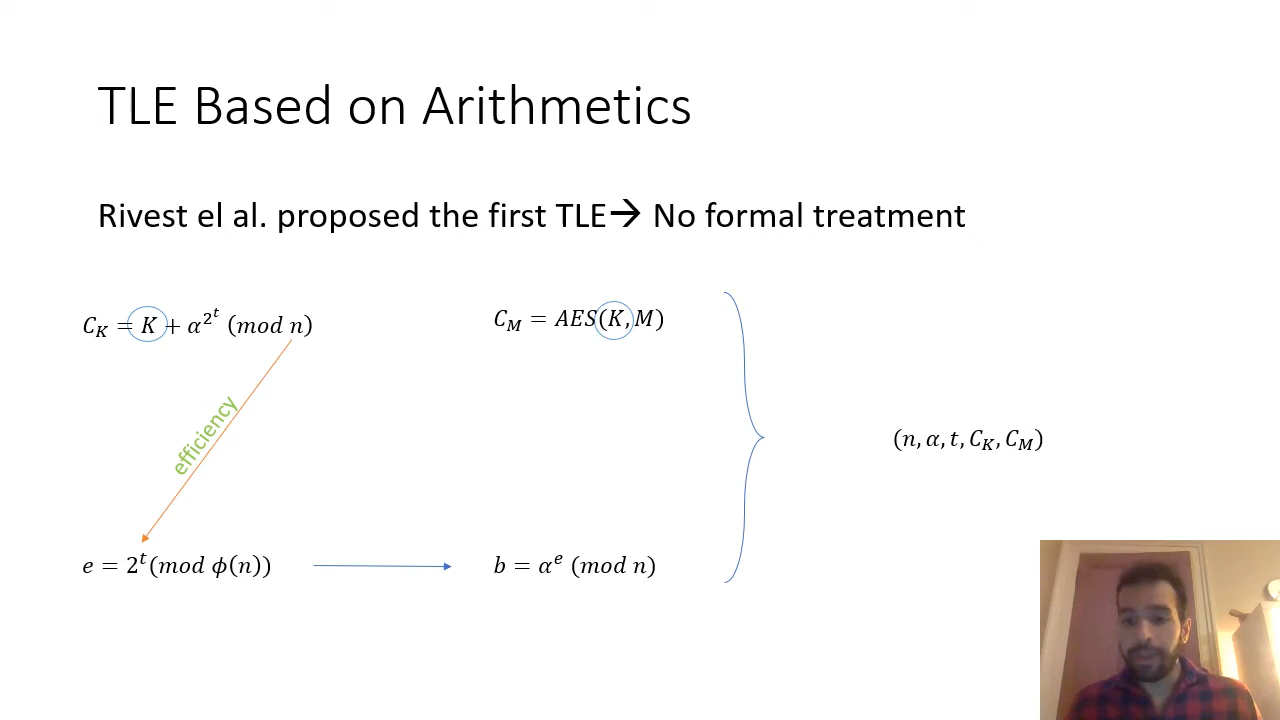 TLE Based on Arithmetics
Rivest el al. proposed the first TLE→ No formal treatment
C_K = K + α^{2^t} (mod n)
C_M = AES(K, M)
efficiency
(n, α, t, C_K, C_M)
e = 2^t(mod ϕ(n))
b = α^e (mod n)